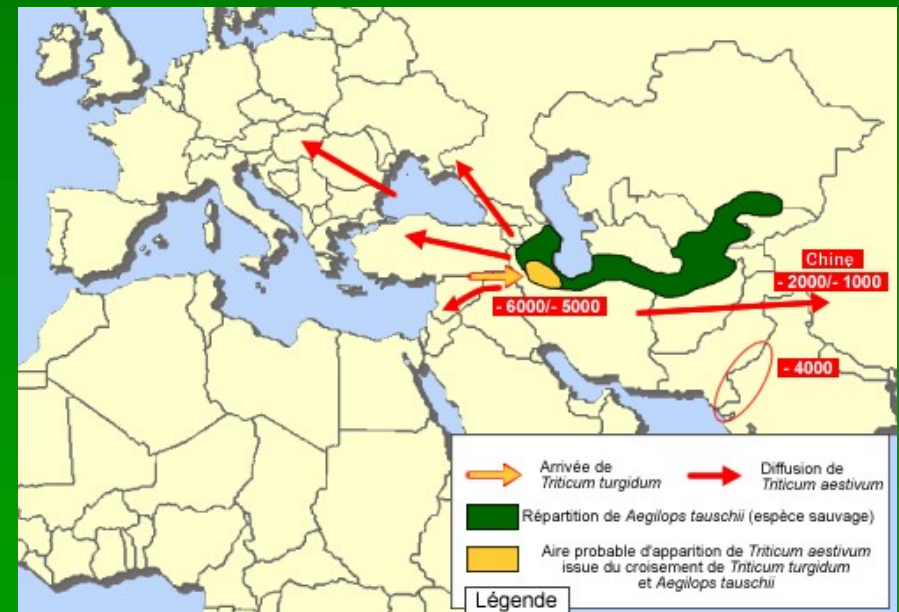 Chine
- 2000/- 1000
- 6000/- 5000
- 4000
Arrivée de
Triticum turgidum
Diffusion de
Triticum aestivum
Répartition de Aegilops tauschii (espèce sauvage)
Aire probable d'apparition de Triticum aestivum
issue du croisement de Triticum turgidum
et Aegilops tauschii
Légende